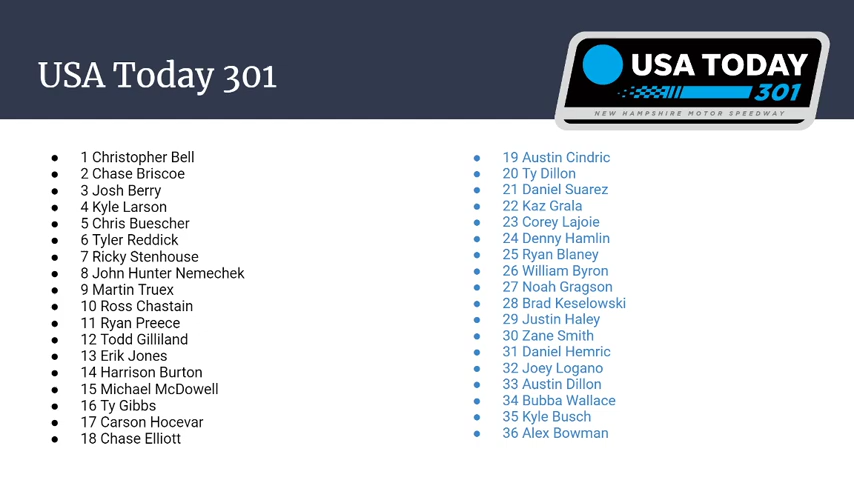 USA Today 301
USA TODAY
301
NEW HAMPSHIRE MOTOR SPEEDWAY
1 Christopher Bell
2 Chase Briscoe
3 Josh Berry
4 Kyle Larson
5 Chris Buescher
6 Tyler Reddick
7 Ricky Stenhouse
8 John Hunter Nemechek
9 Martin Truex
10 Ross Chastain
11 Ryan Preece
12 Todd Gilliland
13 Erik Jones
14 Harrison Burton
15 Michael McDowell
16 Ty Gibbs
17 Carson Hocevar
18 Chase Elliott
19 Austin Cindric
20 Ty Dillon
21 Daniel Suarez
22 Kaz Grala
23 Corey Lajoie
24 Denny Hamlin
25 Ryan Blaney
26 William Byron
27 Noah Gragson
28 Brad Keselowski
29 Justin Haley
30 Zane Smith
31 Daniel Hemric
32 Joey Logano
33 Austin Dillon
34 Bubba Wallace
35 Kyle Busch
36 Alex Bowman